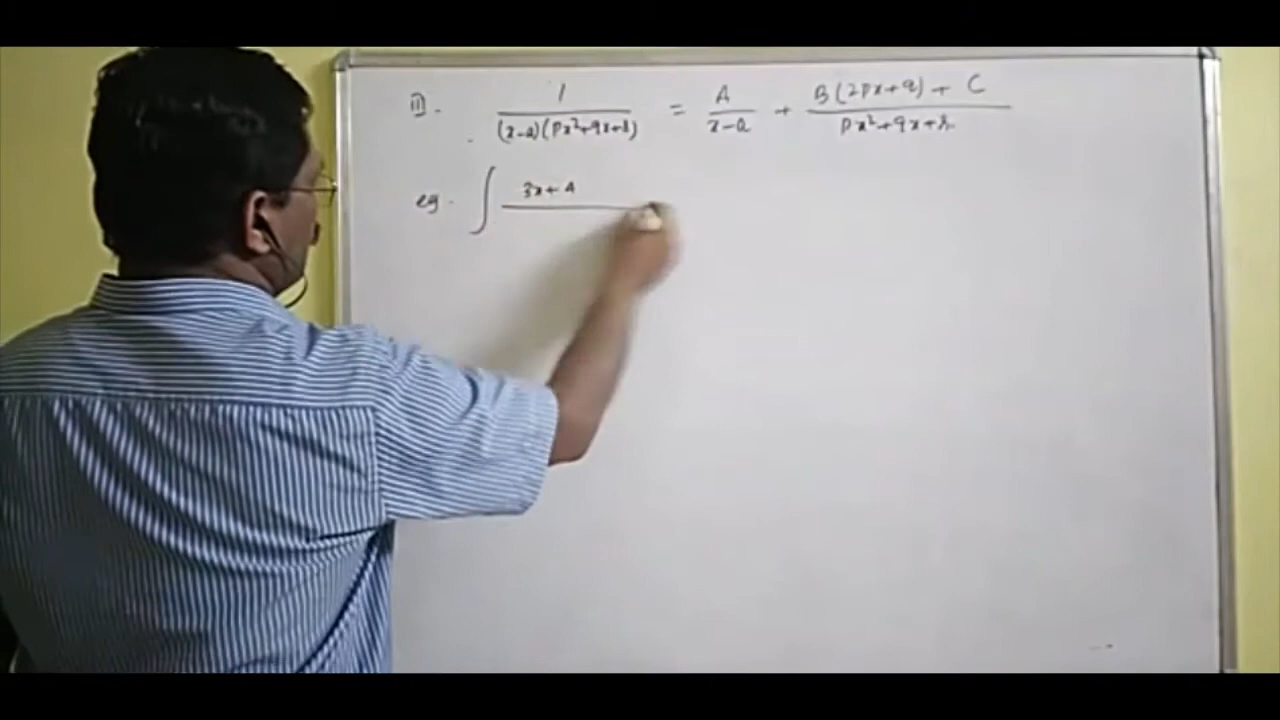 III. 1/((x-a)(px²+qx+r)) = A/(x-a) + (B(2px+q) + C)/(px²+qx+r)
eg. ∫ 3x+4